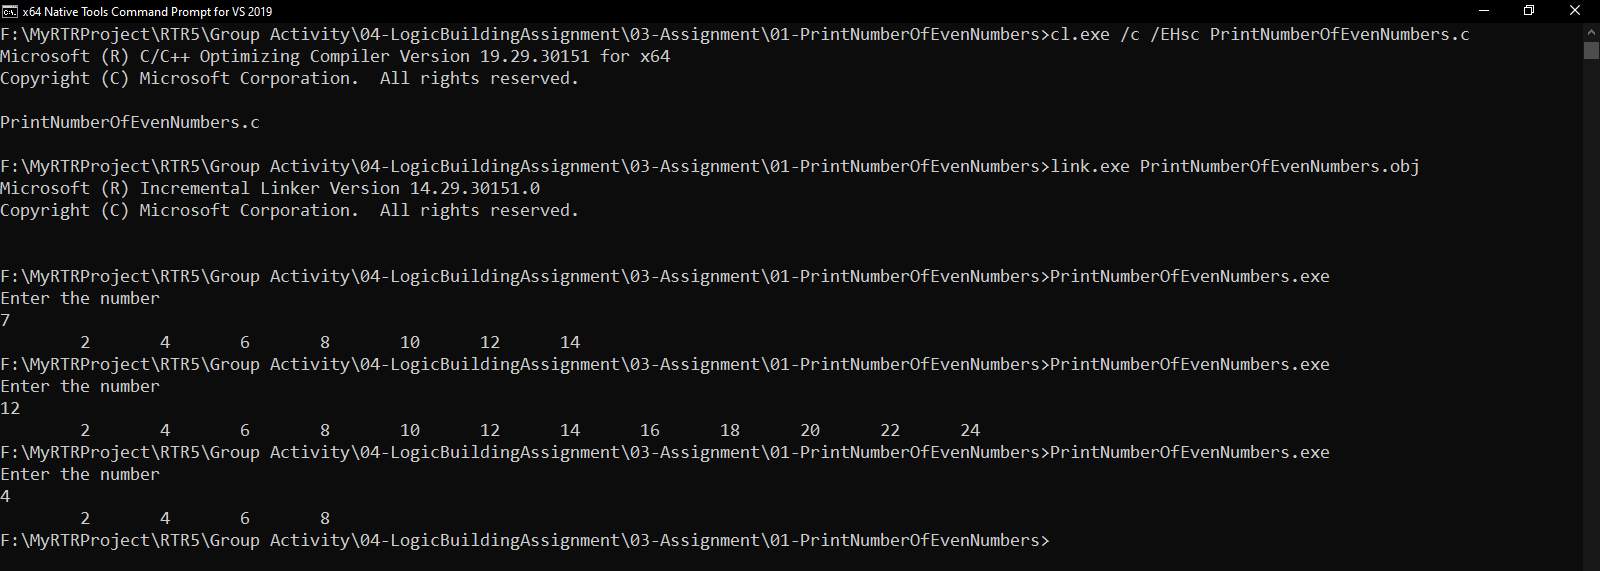 x64 Native Tools Command Prompt for VS 2019
F:\MyRTRProject\RTR5\Group Activity\04-LogicBuildingAssignment\03-Assignment\01-PrintNumberOfEvenNumbers>cl.exe /c /EHsc PrintNumberOfEvenNumbers.c
Microsoft (R) C/C++ Optimizing Compiler Version 19.29.30151 for x64
Copyright (C) Microsoft Corporation.  All rights reserved.
PrintNumberOfEvenNumbers.c
F:\MyRTRProject\RTR5\Group Activity\04-LogicBuildingAssignment\03-Assignment\01-PrintNumberOfEvenNumbers>link.exe PrintNumberOfEvenNumbers.obj
Microsoft (R) Incremental Linker Version 14.29.30151.0
Copyright (C) Microsoft Corporation.  All rights reserved.
F:\MyRTRProject\RTR5\Group Activity\04-LogicBuildingAssignment\03-Assignment\01-PrintNumberOfEvenNumbers>PrintNumberOfEvenNumbers.exe
Enter the number
7
2 4 6 8 10 12 14
F:\MyRTRProject\RTR5\Group Activity\04-LogicBuildingAssignment\03-Assignment\01-PrintNumberOfEvenNumbers>PrintNumberOfEvenNumbers.exe
Enter the number
12
2 4 6 8 10 12 14 16 18 20 22 24
F:\MyRTRProject\RTR5\Group Activity\04-LogicBuildingAssignment\03-Assignment\01-PrintNumberOfEvenNumbers>PrintNumberOfEvenNumbers.exe
Enter the number
4
2 4 6 8
F:\MyRTRProject\RTR5\Group Activity\04-LogicBuildingAssignment\03-Assignment\01-PrintNumberOfEvenNumbers>